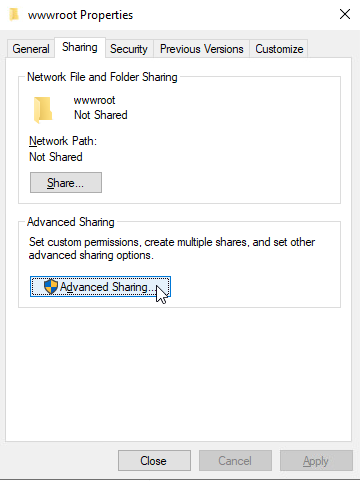 wwwroot Properties
General Sharing Security Previous Versions Customize
Network File and Folder Sharing
wwwroot
Not Shared
Network Path:
Not Shared
Share...
Advanced Sharing
Set custom permissions, create multiple shares, and set other
advanced sharing options.
Advanced Sharing...
Close Cancel Apply